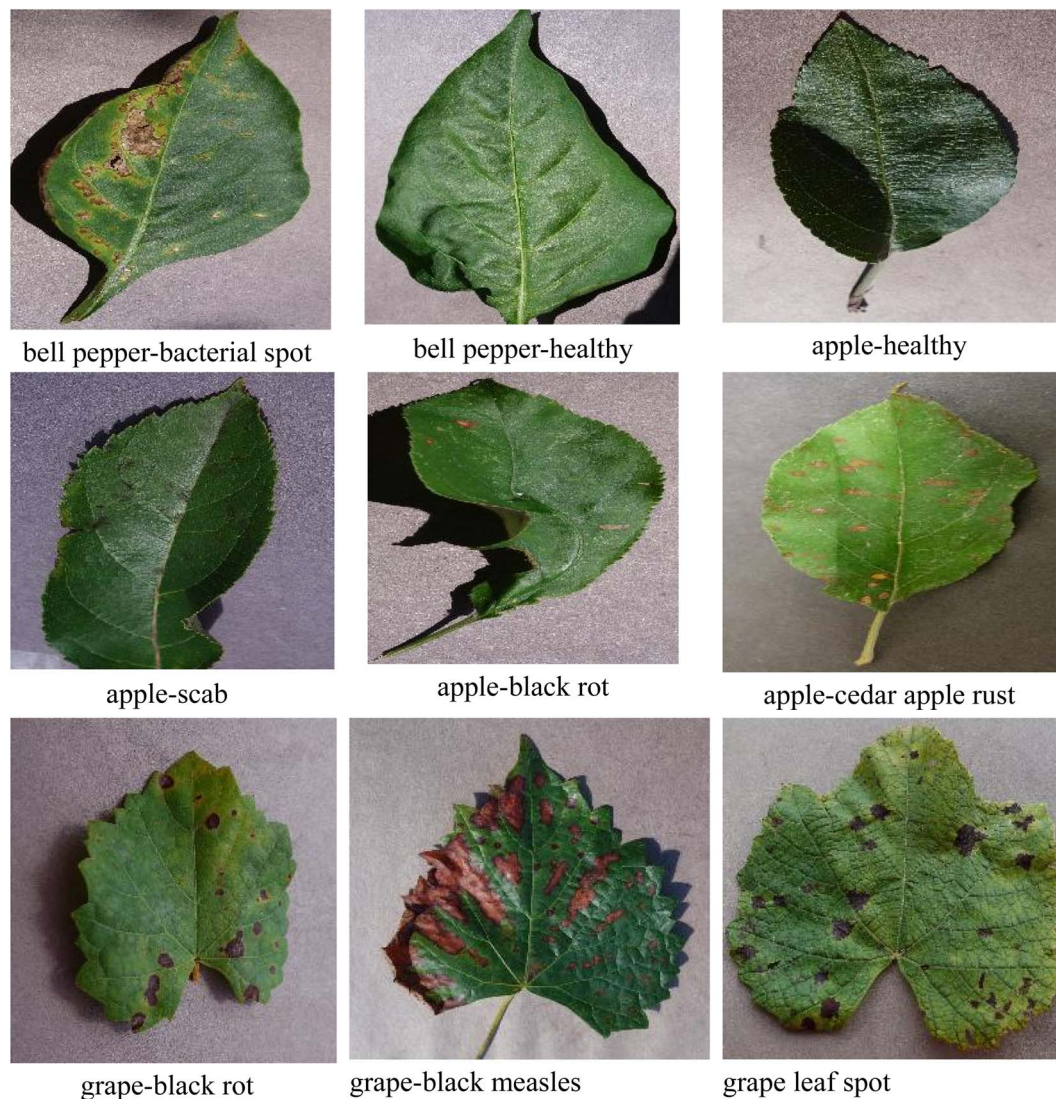 bell pepper-bacterial spot
bell pepper-healthy
apple-healthy
apple-scab
apple-black rot
apple-cedar apple rust
grape-black rot
grape-black measles
grape leaf spot